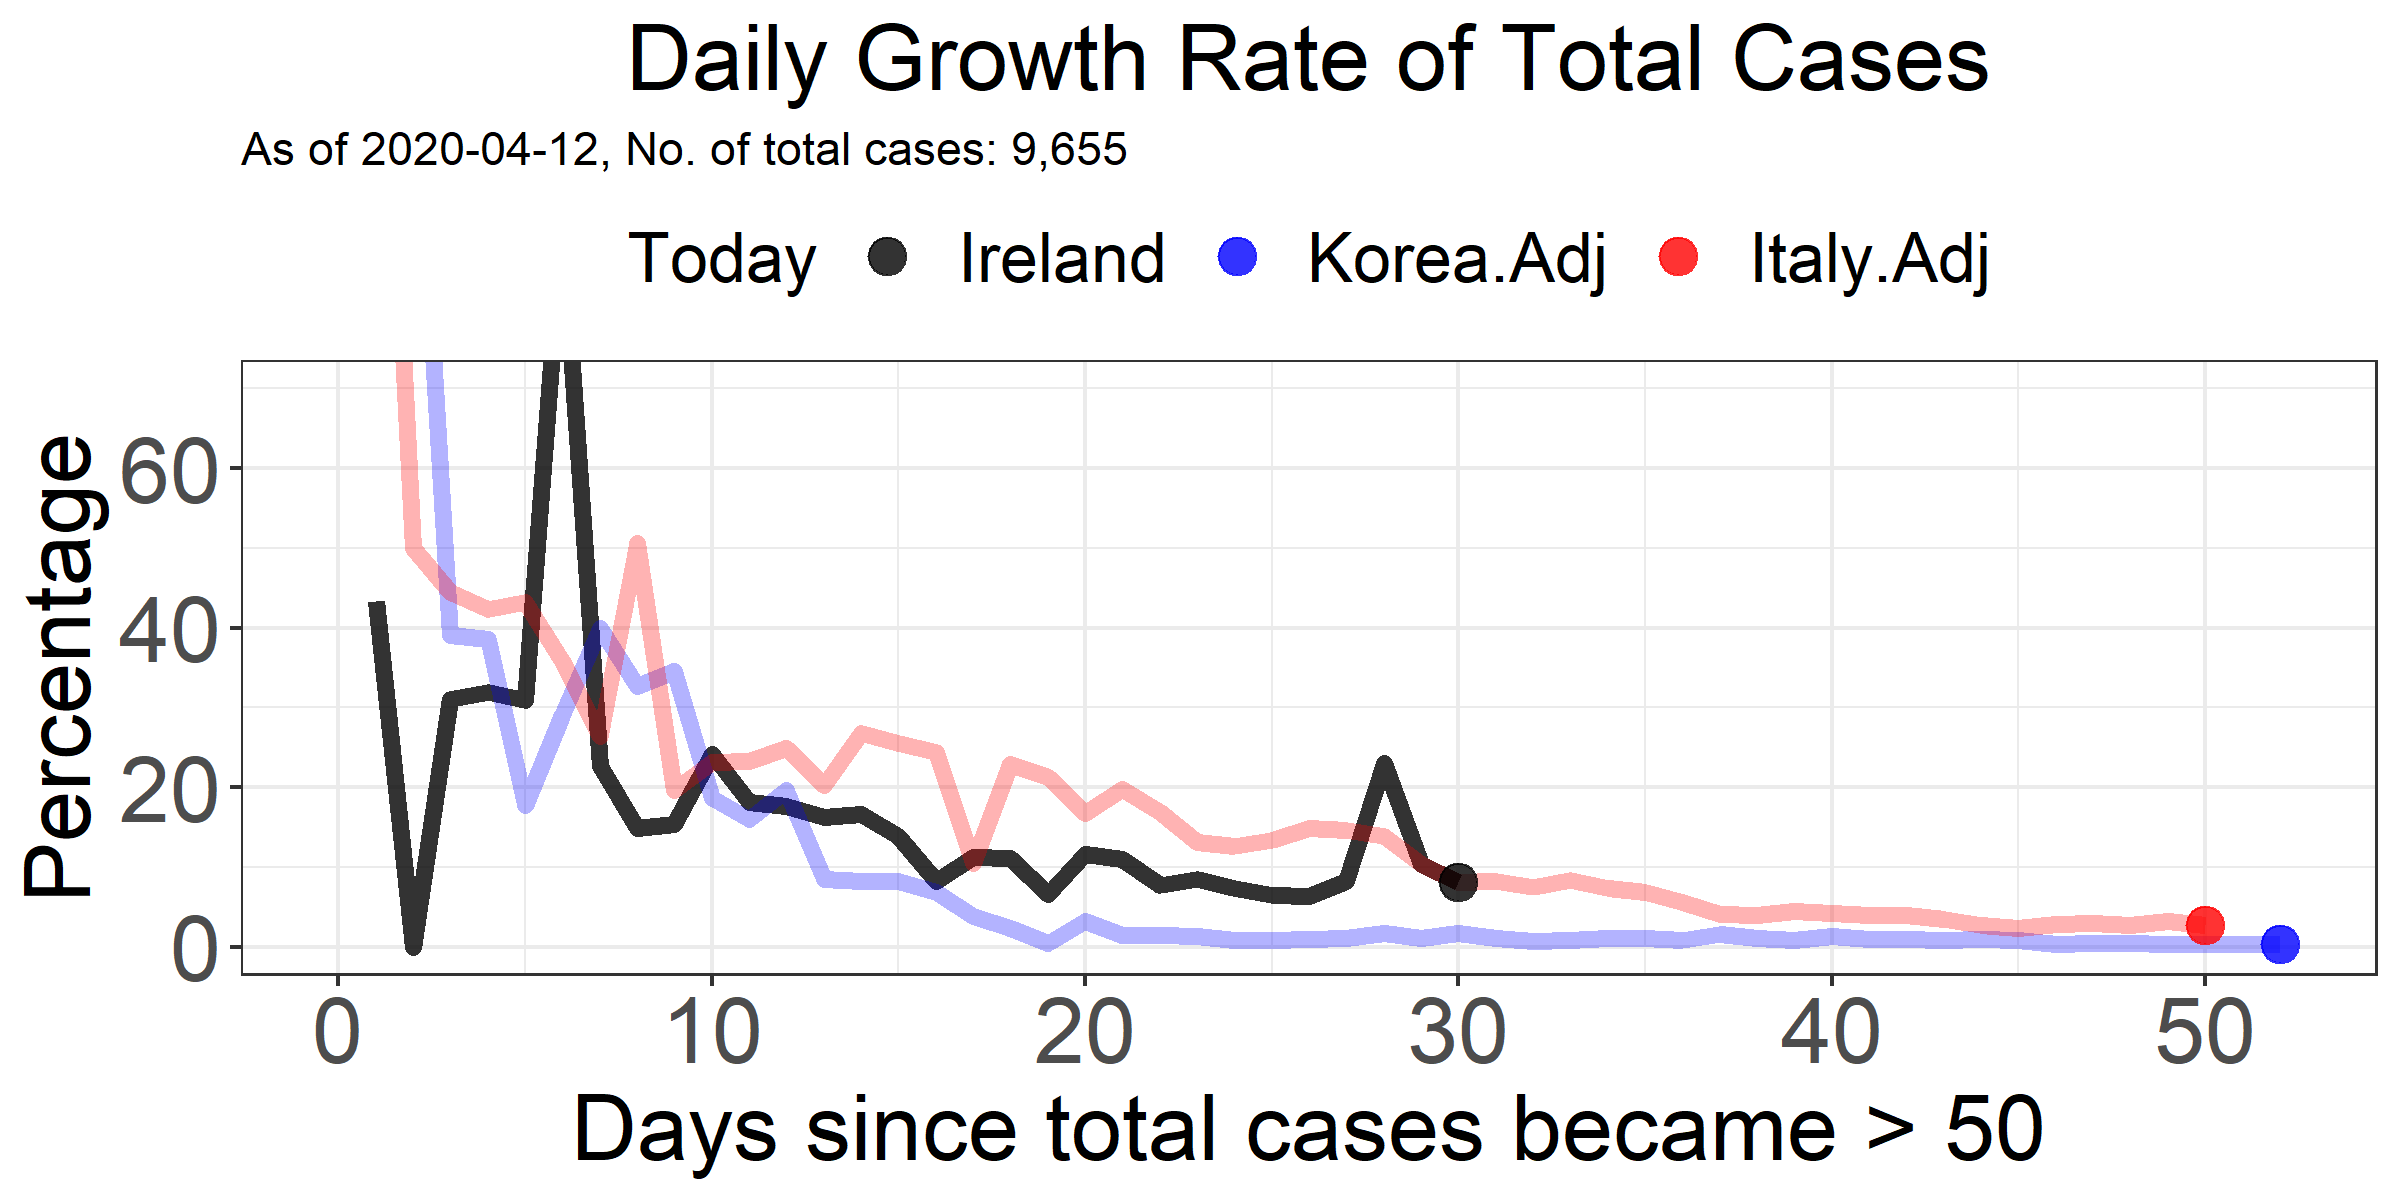 Daily Growth Rate of Total Cases
As of 2020-04-12, No. of total cases: 9,655
Today Ireland Korea.Adj Italy.Adj
Percentage
60
40
20
0
0 10 20 30 40 50
Days since total cases became > 50